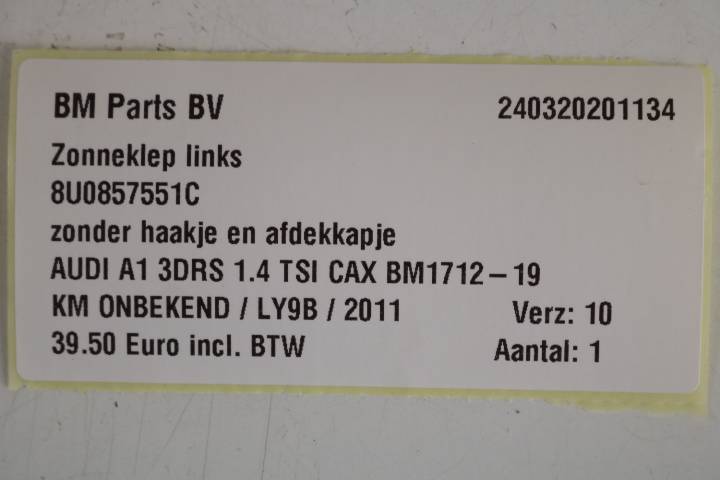 BM Parts BV 240320201134
Zonneklep links
8U0857551C
zonder haakje en afdekkapje
AUDI A1 3DRS 1.4 TSI CAX BM1712-19
KM ONBEKEND / LY9B / 2011 Verz: 10
39.50 Euro incl. BTW Aantal: 1